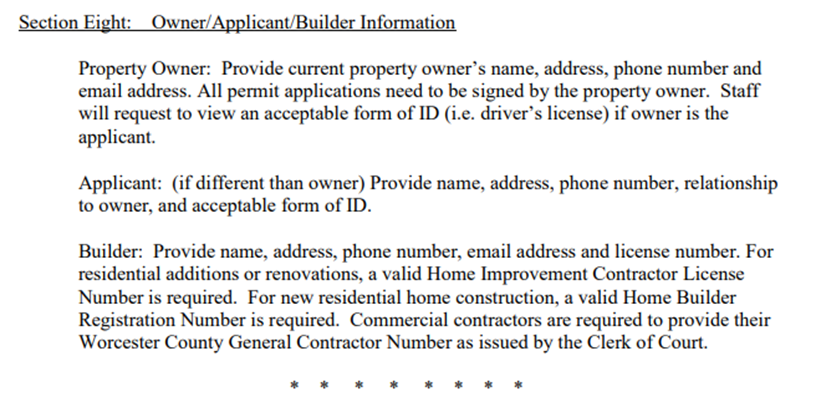 Section Eight: Owner/Applicant/Builder Information
Property Owner: Provide current property owner's name, address, phone number and
email address. All permit applications need to be signed by the property owner. Staff
will request to view an acceptable form of ID (i.e. driver's license) if owner is the
applicant.
Applicant: (if different than owner) Provide name, address, phone number, relationship
to owner, and acceptable form of ID.
Builder: Provide name, address, phone number, email address and license number. For
residential additions or renovations, a valid Home Improvement Contractor License
Number is required. For new residential home construction, a valid Home Builder
Registration Number is required. Commercial contractors are required to provide their
Worcester County General Contractor Number as issued by the Clerk of Court.
* * * * * * * *